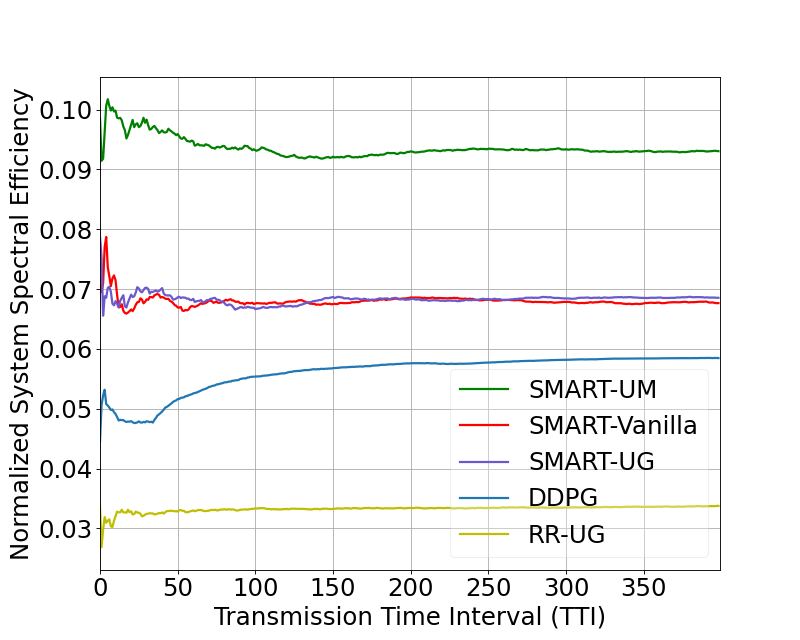 Normalized System Spectral Efficiency
0.10
0.09
0.08
0.07
0.06
0.05
0.04
0.03
SMART-UM
SMART-Vanilla
SMART-UG
DDPG
RR-UG
0 50 100 150 200 250 300 350
Transmission Time Interval (TTI)